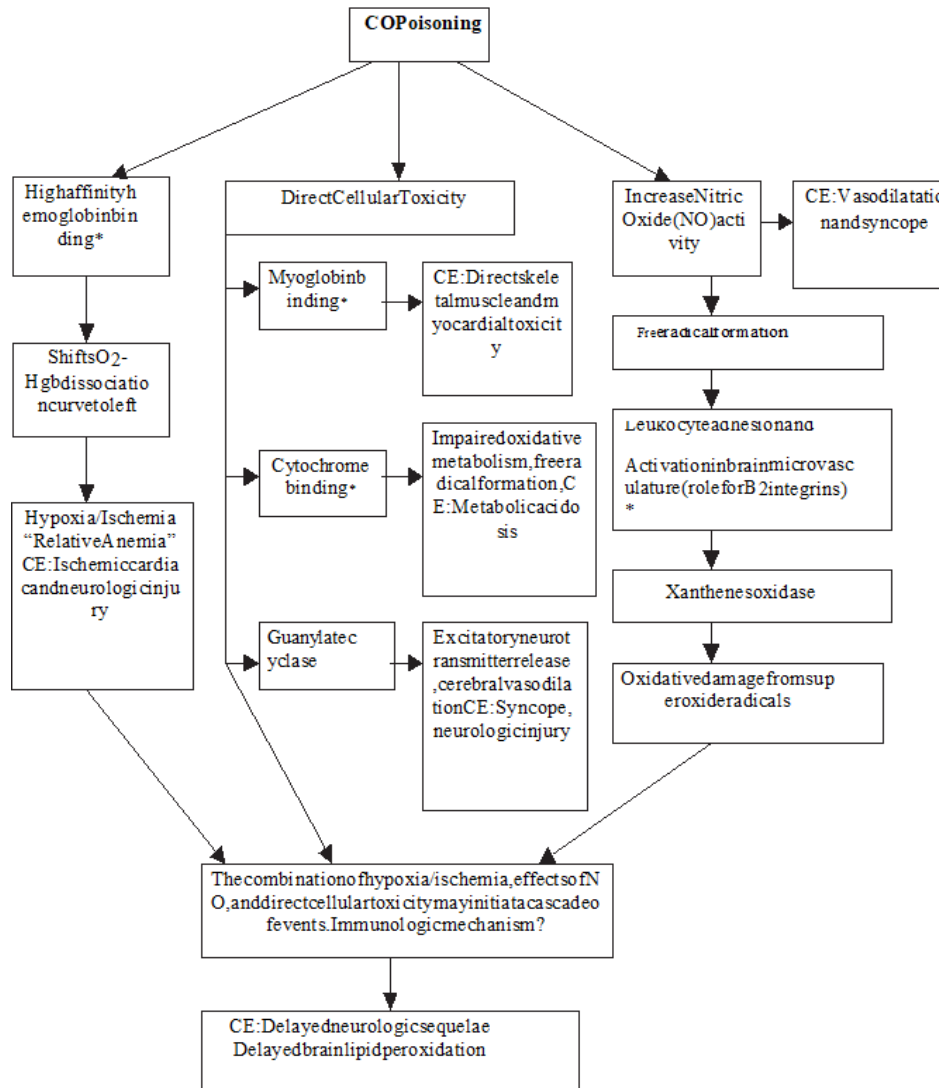 COPoisoning
Highaffinityh
emoglobinbin
ding*
DirectCellularToxicity
IncreaseNitric
Oxide(NO)acti
vity
CE:Vasodilatatio
nandsyncope
Myoglobinb
inding*
CE:Directskele
talmuscleandm
yocardialtoxicit
y
Freeradicalformation
ShiftsO2-
Hgbdissociatio
ncurvetoleft
Leukocyteadhesionand
Activationinbrainmicrovasc
ulature(roleforB2integrins)
*
Cytochrome
binding*
Impairedoxidative
metabolism,freera
dicalformation,C
E:Metabolicacido
sis
Hypoxia/Ischemia
“RelativeAnemia”
CE:Ischemiccardia
candneurologicinju
ry
Xanthenesoxidase
Guanylatec
yclase
Excitatoryneurot
ransmitterrelease
,cerebralvasodila
tionCE:Syncope,
neurologicinjury
Oxidativedamagefromsup
eroxideradicals
Thecombinationofhypoxia/ischemia,effectsofN
O,anddirectcellulartoxicitymayinitiatacascadeo
fevents.Immunologicmechanism?
CE:Delayedneurologicsequelae
Delayedbrainlipidperoxidation